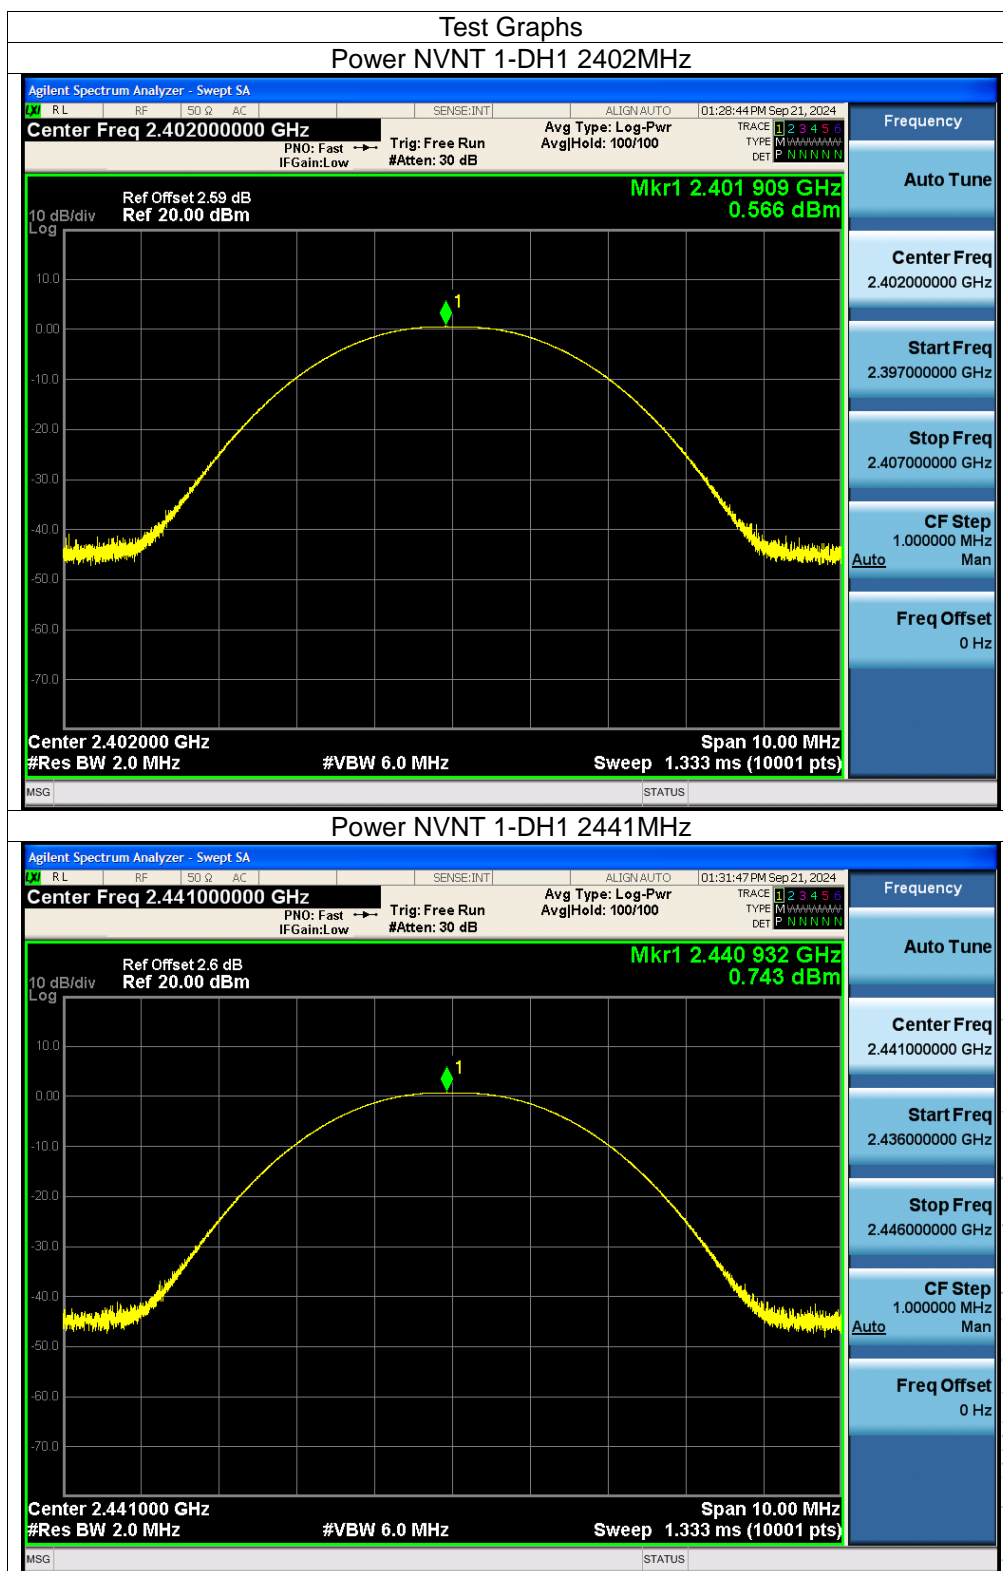 Test Graphs
Power NVNT 1-DH1 2402MHz
Agilent Spectrum Analyzer - Swept SA
LXI RL RF 50 Ω AC SENSE:INT ALIGN AUTO 01:28:44 PM Sep 21, 2024
Center Freq 2.402000000 GHz
PNO: Fast
IFGain:Low
Trig: Free Run
#Atten: 30 dB
Avg Type: Log-Pwr
Avg|Hold: 100/100
TRACE 1 2 3 4 5 6
TYPE M WWWWW
DET P N N N N N
Frequency
Mkr1 2.401 909 GHz
0.566 dBm
Ref Offset 2.59 dB
10 dB/div Ref 20.00 dBm
Log
1
10.0
0.00
-10.0
-20.0
-30.0
-40.0
-50.0
-60.0
-70.0
Center 2.402000 GHz Span 10.00 MHz
#Res BW 2.0 MHz #VBW 6.0 MHz Sweep 1.333 ms (10001 pts)
MSG STATUS
Auto Tune
Center Freq
2.402000000 GHz
Start Freq
2.397000000 GHz
Stop Freq
2.407000000 GHz
CF Step
1.000000 MHz
Auto Man
Freq Offset
0 Hz
Power NVNT 1-DH1 2441MHz
Agilent Spectrum Analyzer - Swept SA
LXI RL RF 50 Ω AC SENSE:INT ALIGN AUTO 01:31:47 PM Sep 21, 2024
Center Freq 2.441000000 GHz
PNO: Fast
IFGain:Low
Trig: Free Run
#Atten: 30 dB
Avg Type: Log-Pwr
Avg|Hold: 100/100
TRACE 1 2 3 4 5 6
TYPE M WWWWW
DET P N N N N N
Frequency
Mkr1 2.440 932 GHz
0.743 dBm
Ref Offset 2.6 dB
10 dB/div Ref 20.00 dBm
Log
1
10.0
0.00
-10.0
-20.0
-30.0
-40.0
-50.0
-60.0
-70.0
Center 2.441000 GHz Span 10.00 MHz
#Res BW 2.0 MHz #VBW 6.0 MHz Sweep 1.333 ms (10001 pts)
MSG STATUS
Auto Tune
Center Freq
2.441000000 GHz
Start Freq
2.436000000 GHz
Stop Freq
2.446000000 GHz
CF Step
1.000000 MHz
Auto Man
Freq Offset
0 Hz